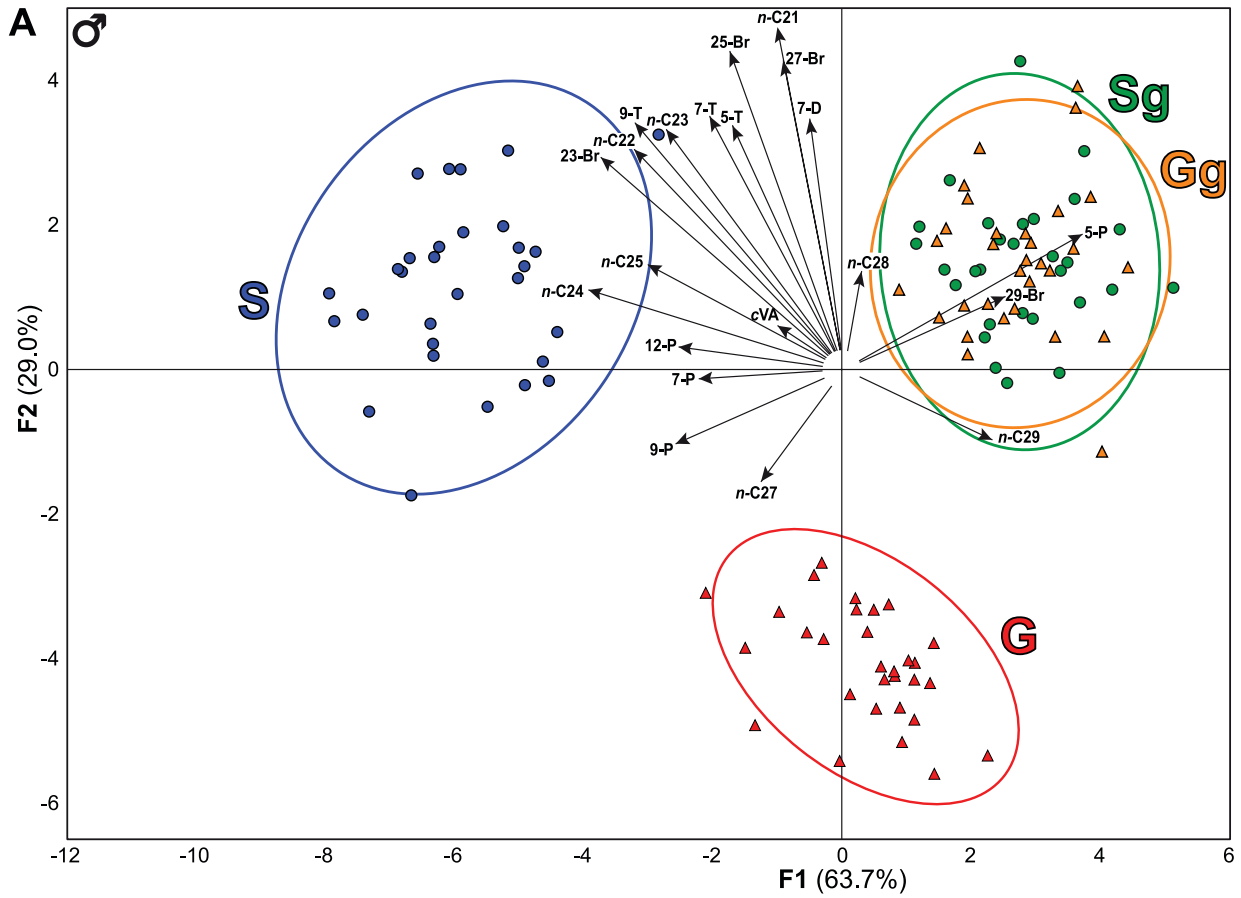 A ♂
n-C21
25-Br
27-Br
Sg
4
7-D
9-T
n-C23
7-T
5-T
n-C22
23-Br
Gg
2
5-P
n-C25
n-C28
S
n-C24
29-Br
cVA
12-P
0
7-P
n-C29
9-P
n-C27
-2
G
-4
-6
F2 (29.0%)
-12 -10 -8 -6 -4 -2 0 2 4 6
F1 (63.7%)